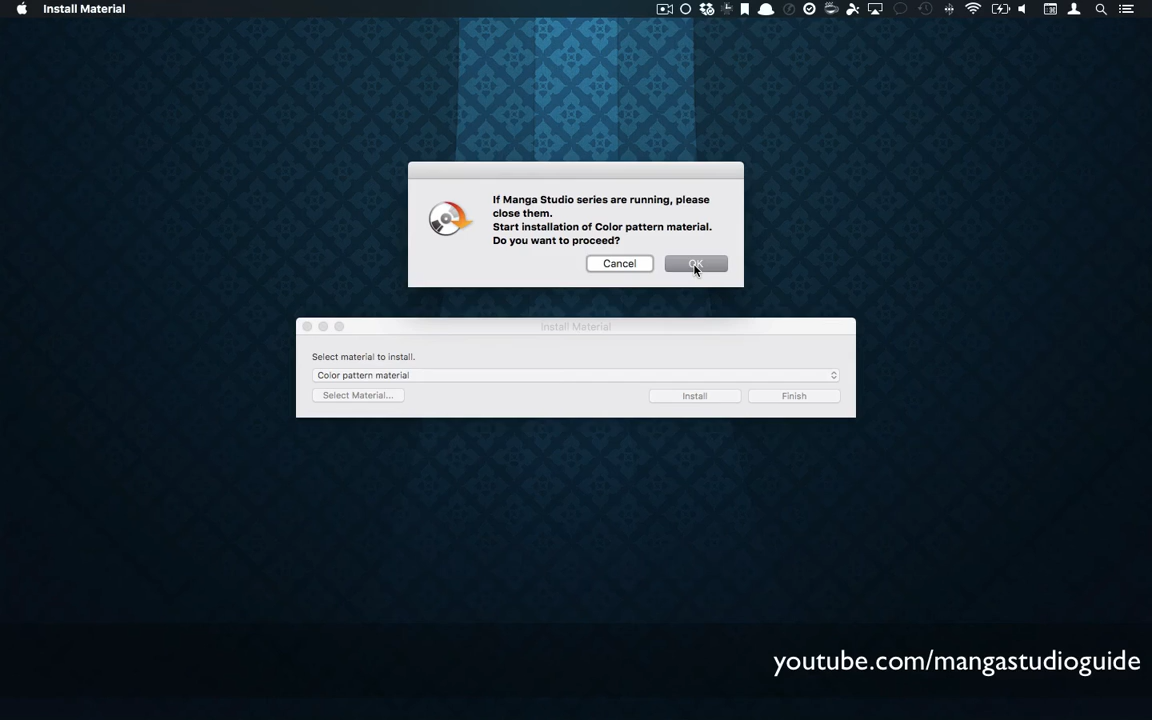 Install Material
If Manga Studio series are running, please
close them.
Start installation of Color pattern material.
Do you want to proceed?
Cancel
OK
Install Material
Select material to install.
Color pattern material
Select Material...
Install
Finish
youtube.com/mangastudioguide